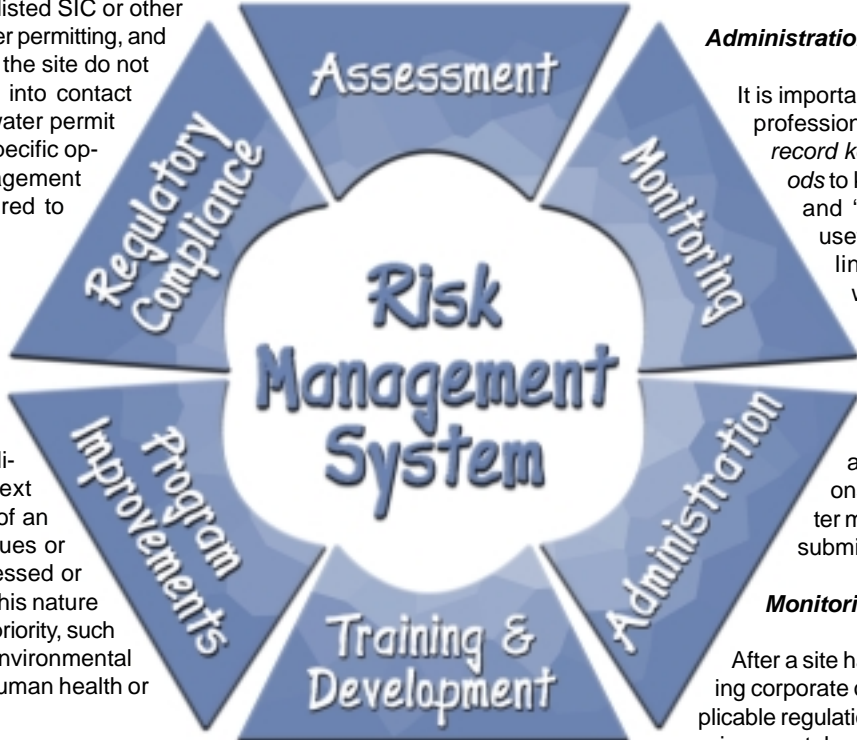 listed SIC or other
permitting, and
the site do not
into contact
water permit
pecific op-
agement
red to
li-
ext
of an
ues or
essed or
his nature
priority, such
nvironmental
uman health or
Assessment
Regulatory
Compliance
Monitoring
Risk
Management
System
Program
Improvements
Administration
Training &
Development
Administratio
It is importa
profession
record k
ods to
and “
use
lin
a
on
ter m
submi
Monitori
After a site ha
ing corporate
plicable regulatio